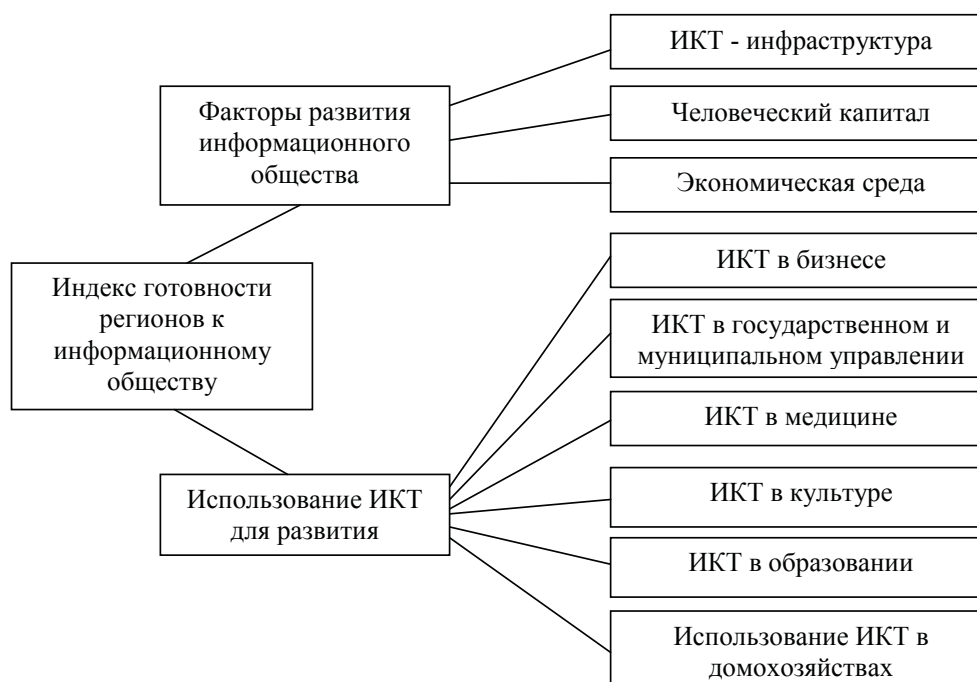 Индекс готовности
регионов к
информационному
обществу
Факторы развития
информационного
общества
ИКТ - инфраструктура
Человеческий капитал
Экономическая среда
Использование ИКТ
для развития
ИКТ в бизнесе
ИКТ в государственном и
муниципальном управлении
ИКТ в медицине
ИКТ в культуре
ИКТ в образовании
Использование ИКТ в
домохозяйствах